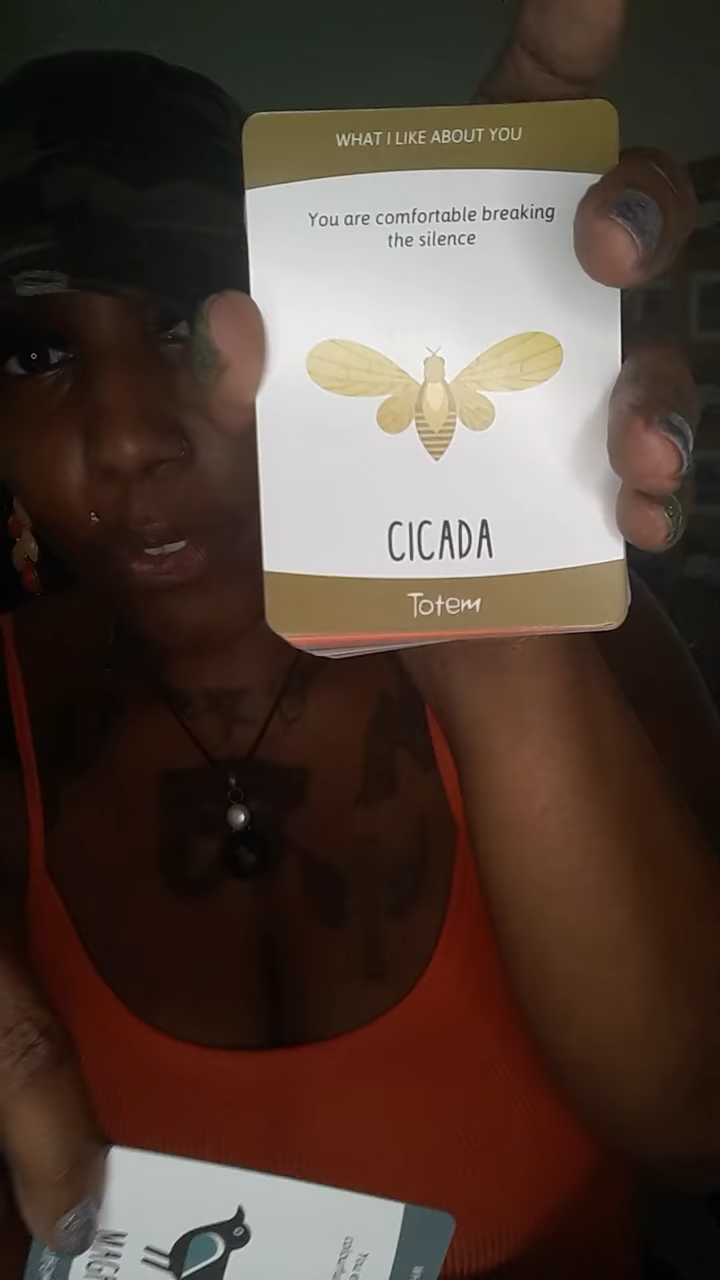 WHAT I LIKE ABOUT YOU
You are comfortable breaking
the silence
CICADA
Totem